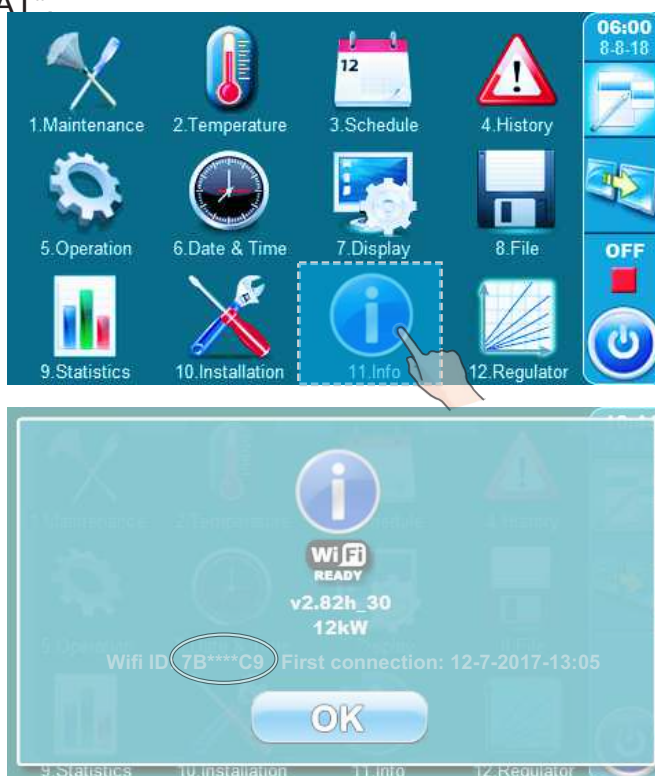 06:00
8-8-18
12
1.Maintenance 2.Temperature 3.Schedule 4.History
5.Operation 6.Date & Time 7.Display 8.File OFF
9.Statistics 10.Installation 11.Info 12.Regulator
WiFi
READY
v2.82h_30
12kW
Wifi ID 7B****C9 First connection: 12-7-2017-13:05
OK
9.Statistics 10.Installation 11.Info 12.Regulator